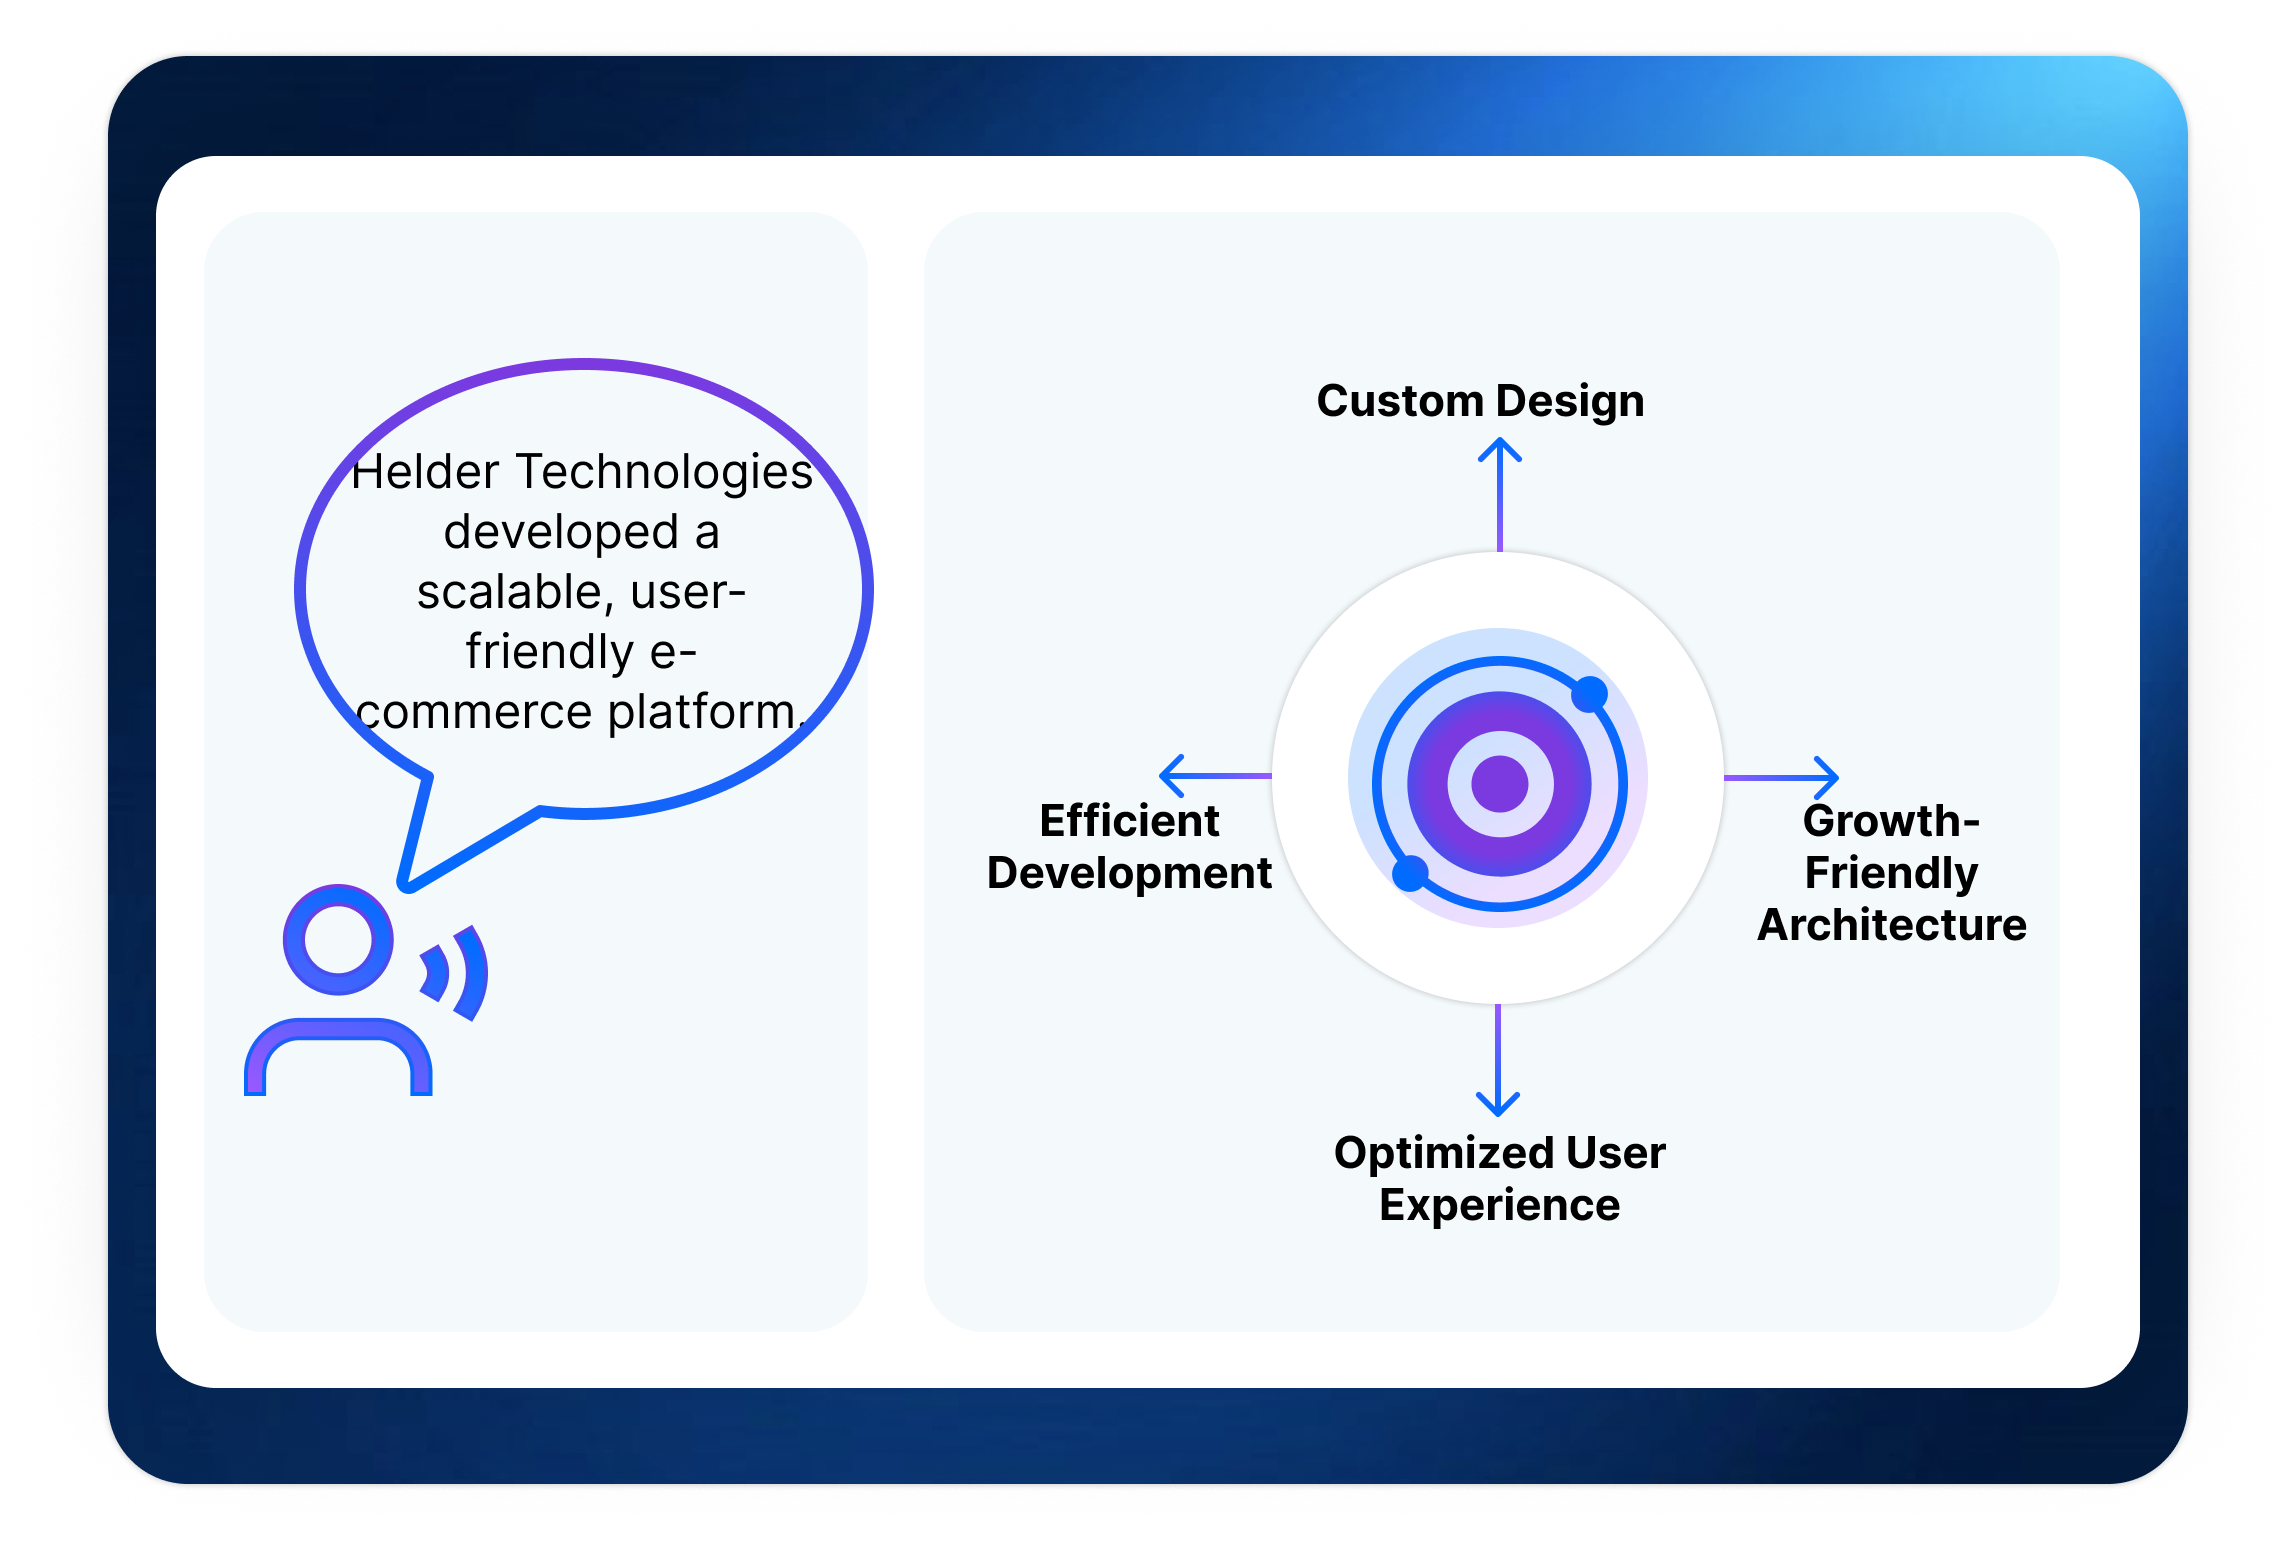 Helder Technologies
developed a
scalable, user-
friendly e-
commerce platform.
Custom Design
Efficient
Development
Growth-
Friendly
Architecture
Optimized User
Experience